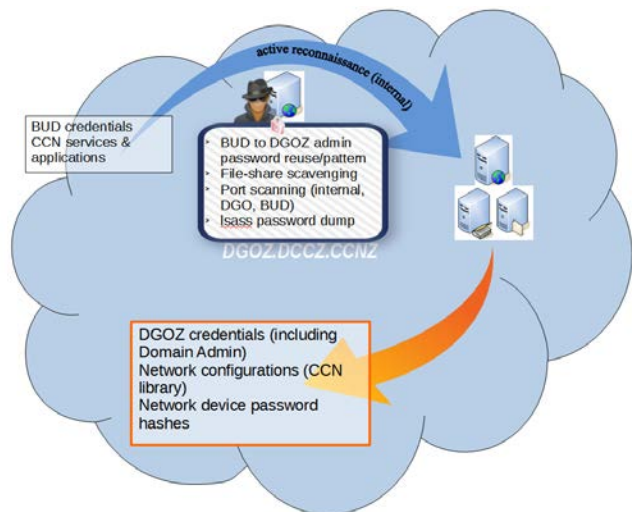 active reconnaissance (internal)
BUD credentials
CCN services &
applications
• BUD to DGOZ admin
password reuse/pattern
• File-share scavenging
• Port scanning (internal,
DGO, BUD)
• lsass password dump
DGOZ.DCCZ.CCNZ
DGOZ credentials (including
Domain Admin)
Network configurations (CCN
library)
Network device password
hashes